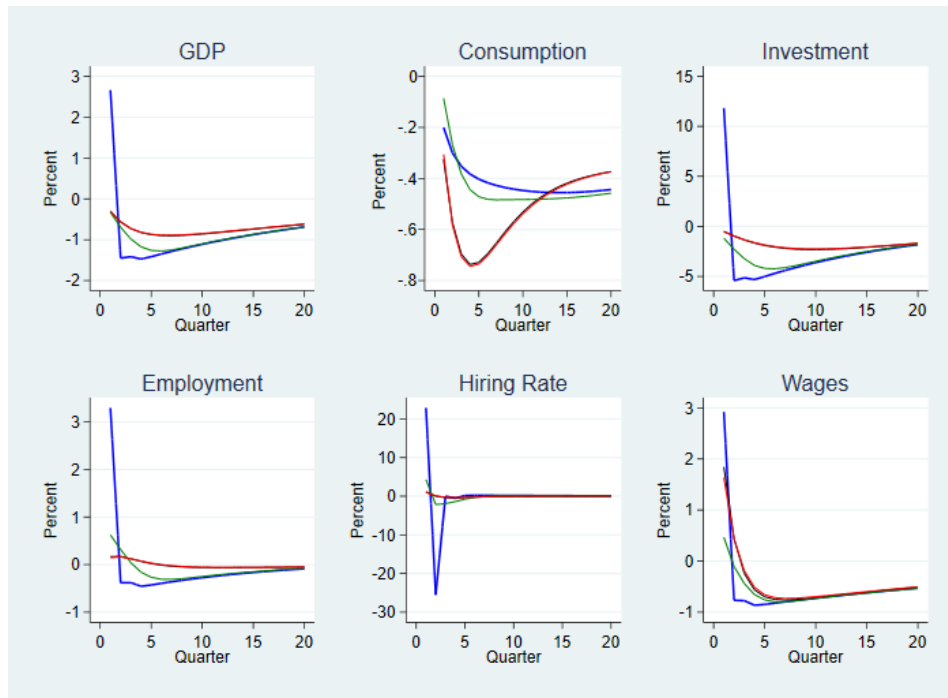 GDP
Consumption
Investment
Percent
3
2
1
0
-1
-2
0 5 10 15 20
Quarter
Percent
0
-.2
-.4
-.6
-.8
0 5 10 15 20
Quarter
Percent
15
10
5
0
-5
0 5 10 15 20
Quarter
Employment
Hiring Rate
Wages
Percent
3
2
1
0
-1
0 5 10 15 20
Quarter
Percent
20
10
0
-10
-20
-30
0 5 10 15 20
Quarter
Percent
3
2
1
0
-1
0 5 10 15 20
Quarter